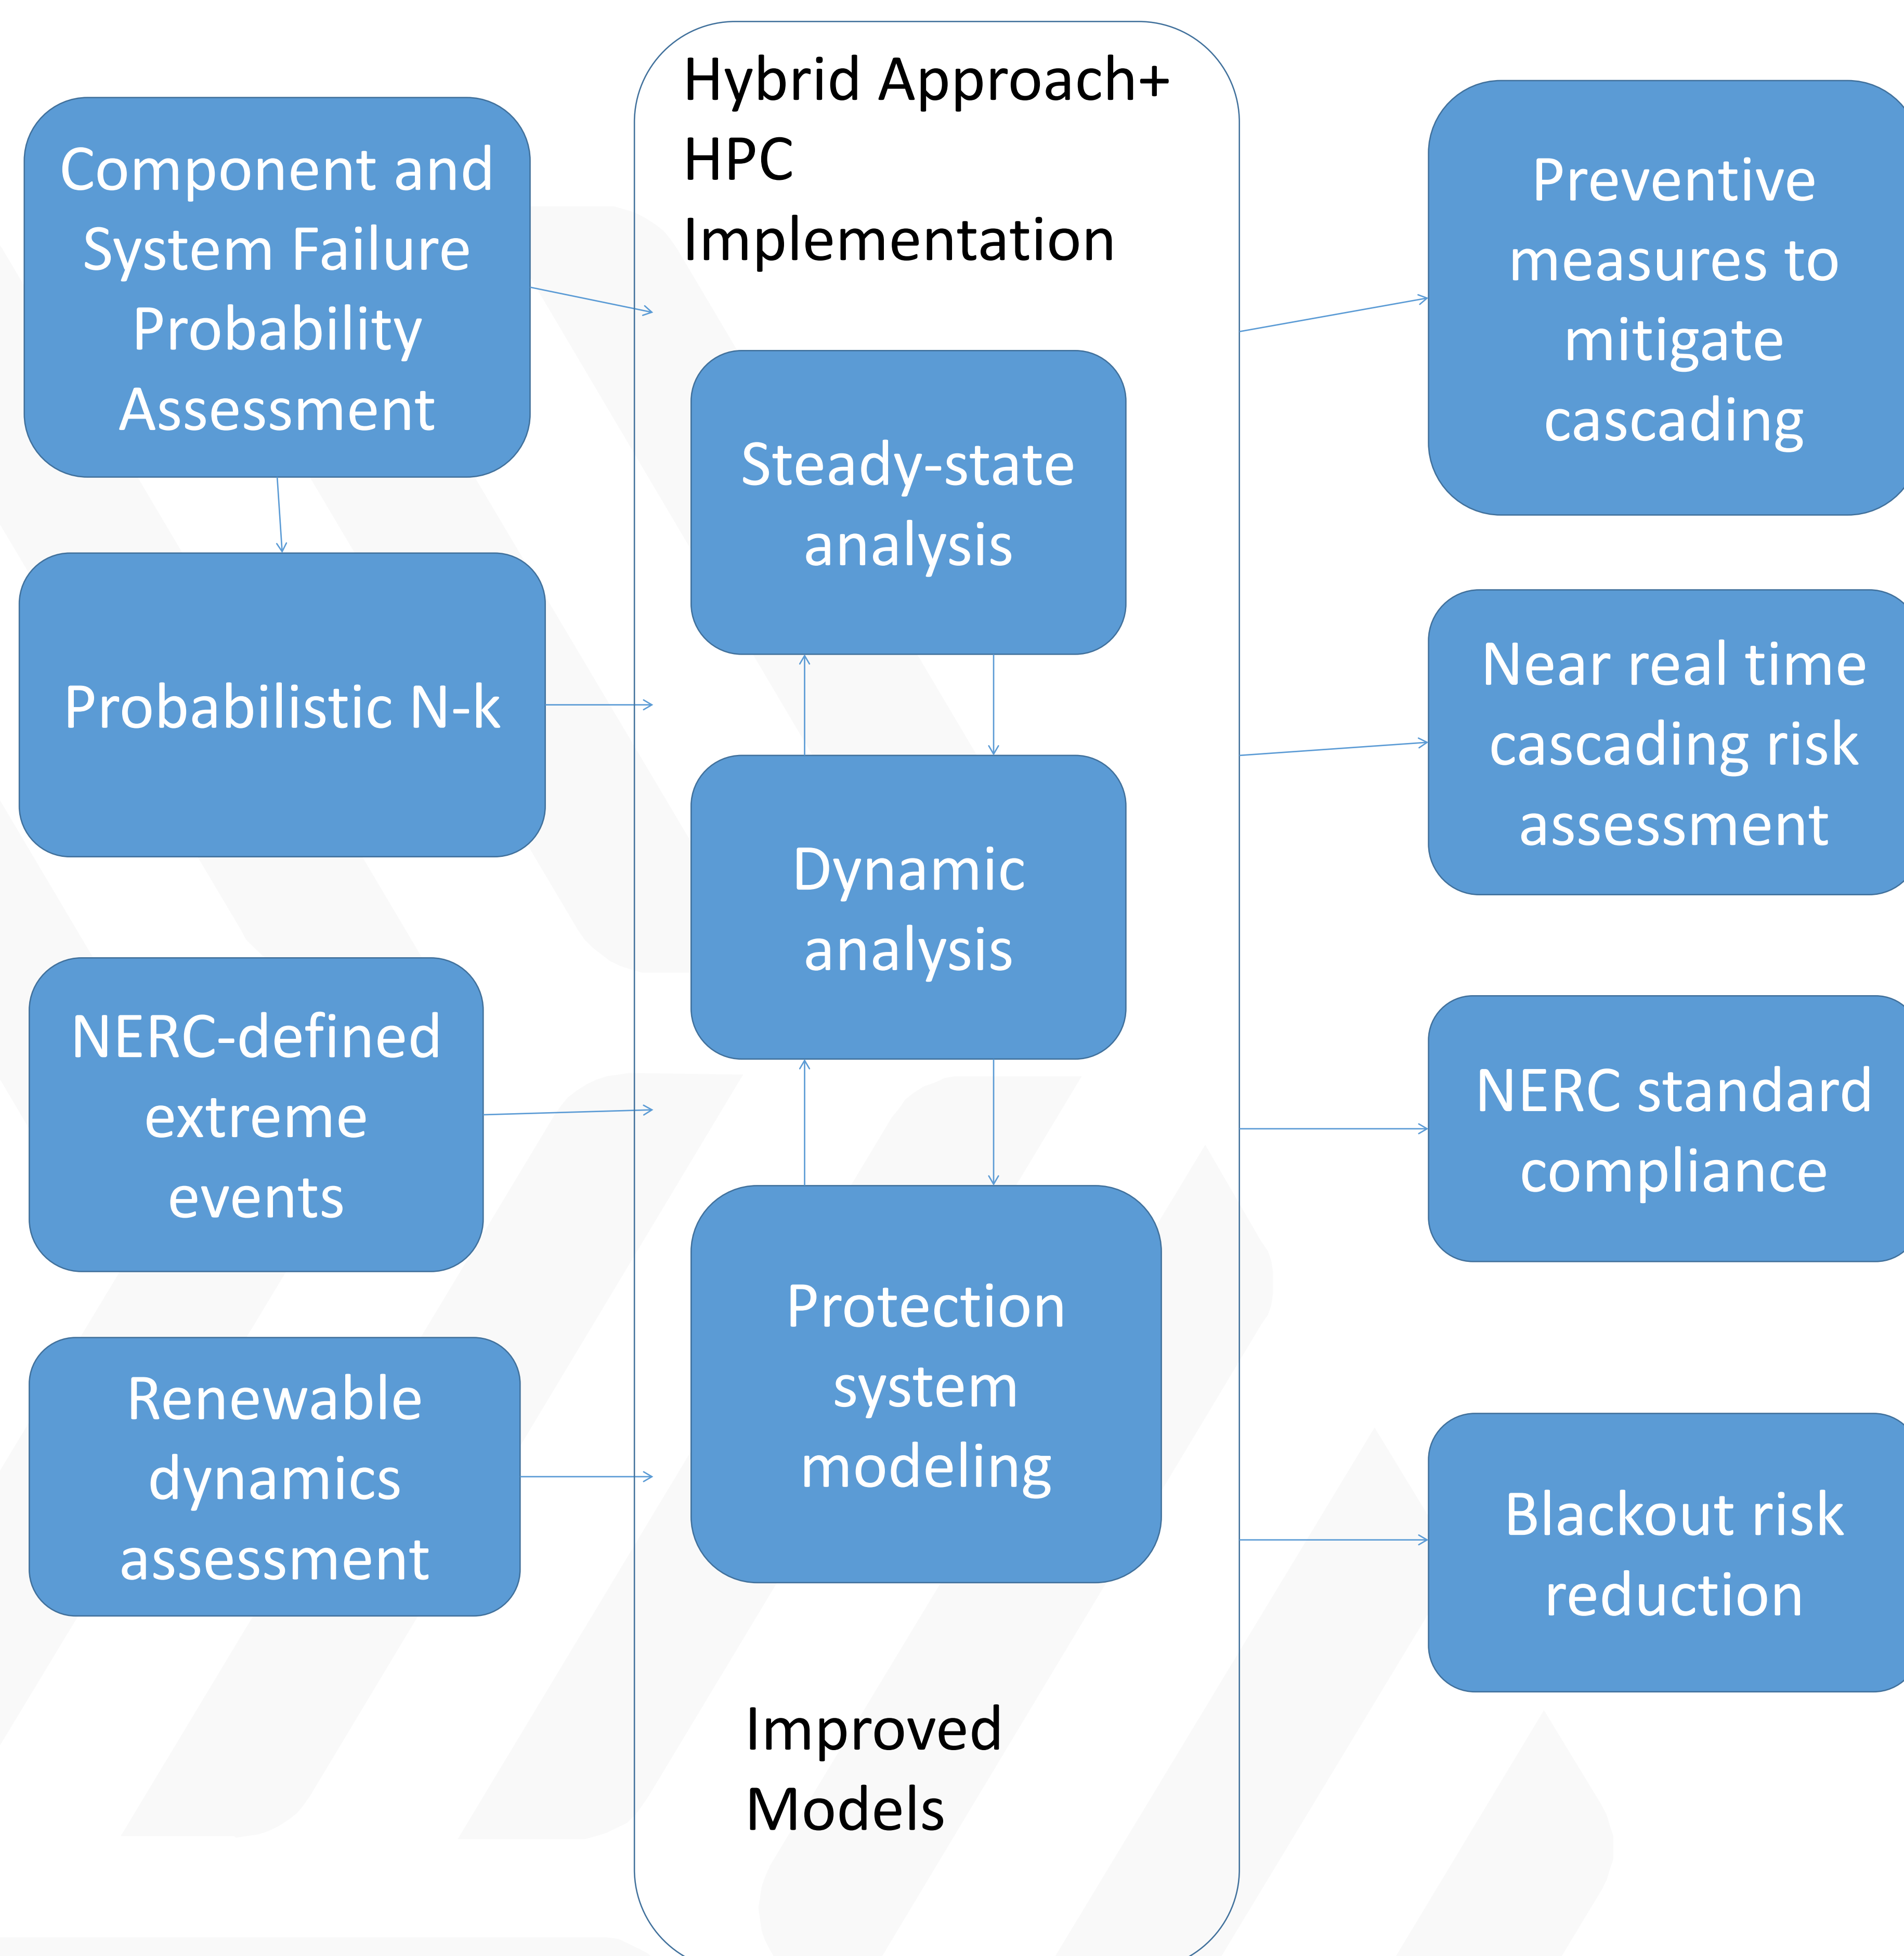 Component and
System Failure
Probability
Assessment
Probabilistic N-k
NERC-defined
extreme
events
Renewable
dynamics
assessment
Hybrid Approach+
HPC
Implementation
Steady-state
analysis
Dynamic
analysis
Protection
system
modeling
Improved
Models
Preventive
measures to
mitigate
cascading
Near real time
cascading risk
assessment
NERC standard
compliance
Blackout risk
reduction